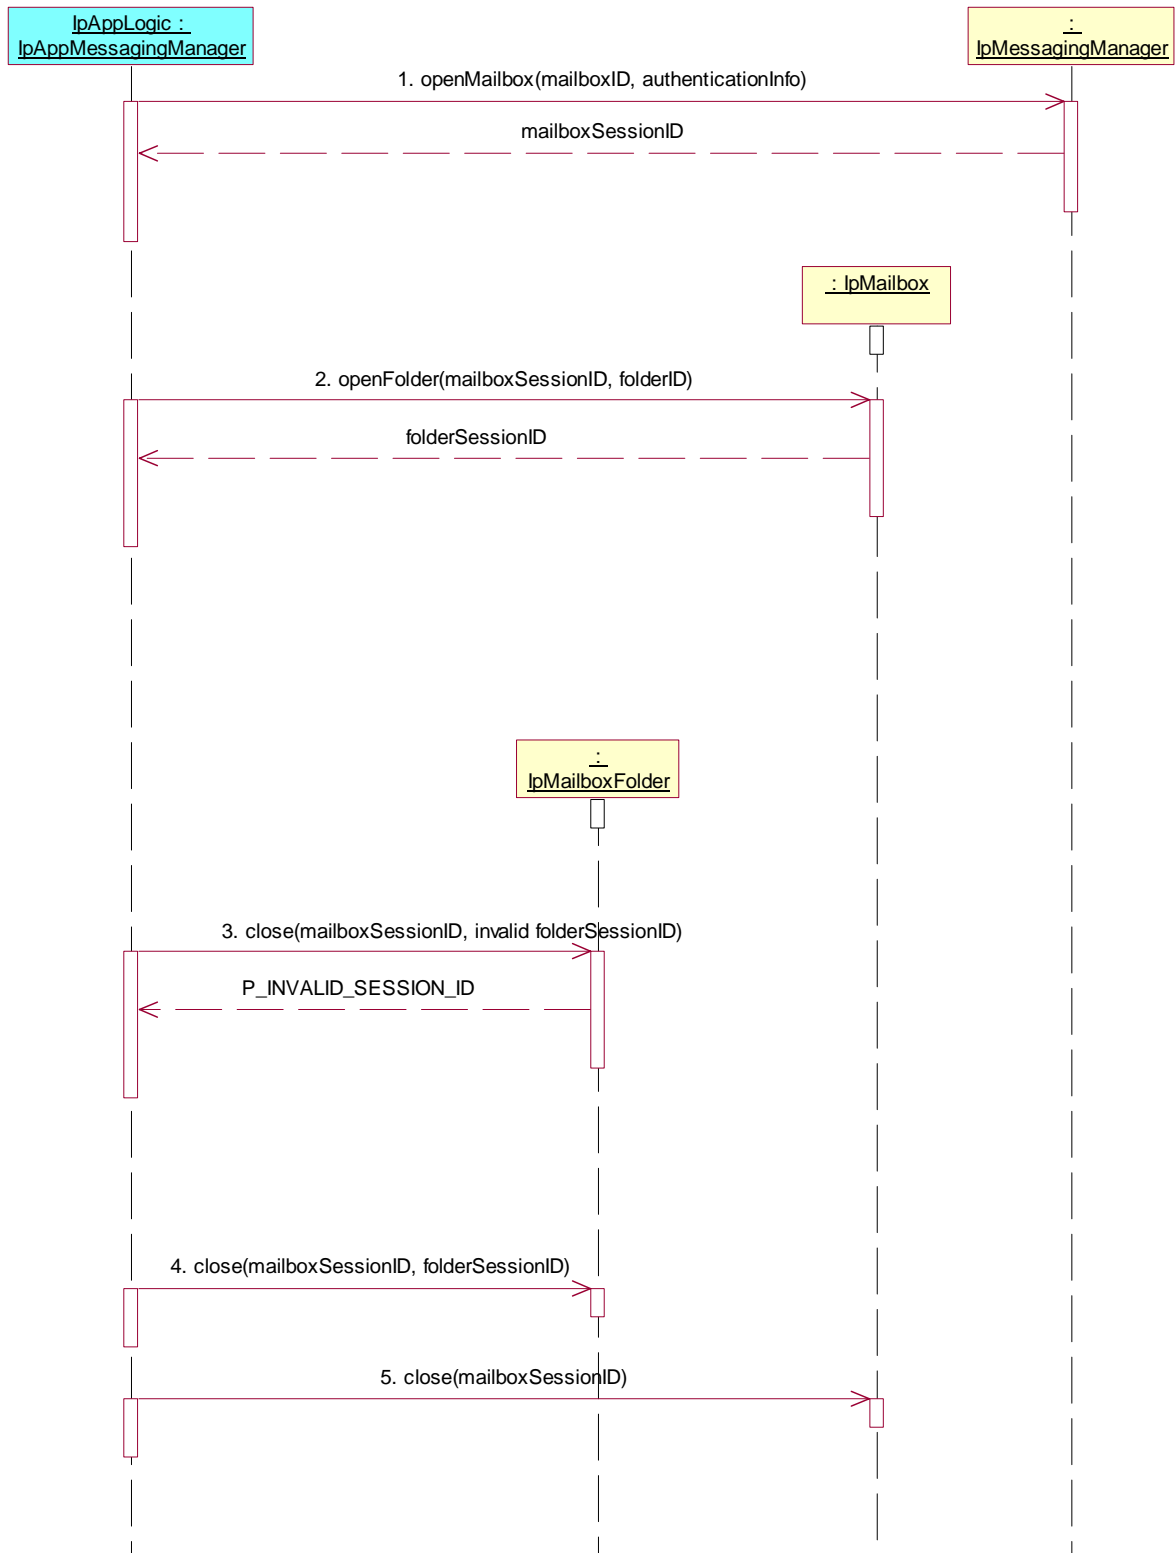 IpAppLogic :
IpAppMessagingManager
:
IpMessagingManager
1. openMailbox(mailboxID, authenticationInfo)
mailboxSessionID
: IpMailbox
2. openFolder(mailboxSessionID, folderID)
folderSessionID
:
IpMailboxFolder
3. close(mailboxSessionID, invalid folderSessionID)
P_INVALID_SESSION_ID
4. close(mailboxSessionID, folderSessionID)
5. close(mailboxSessionID)